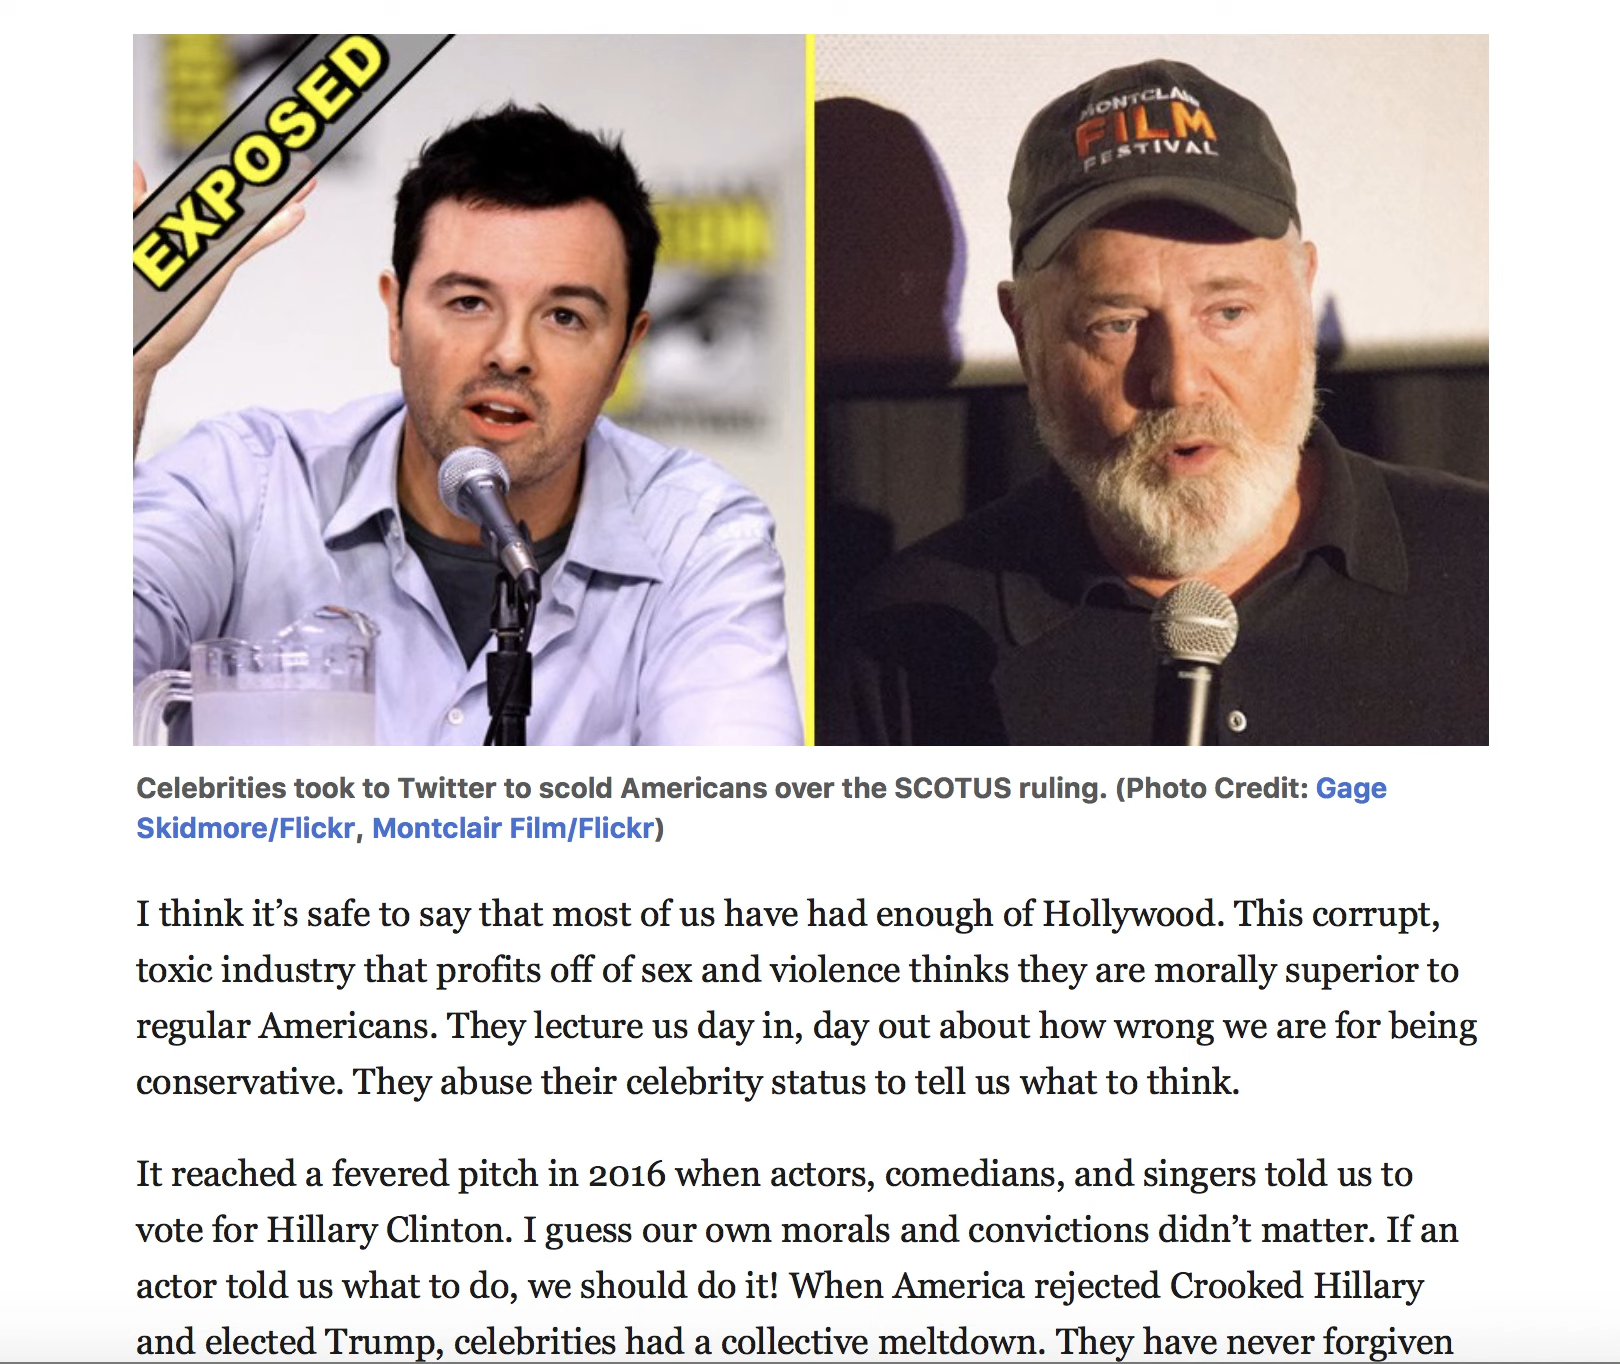 EXPOSED
MONTCLAIR
FILM
FESTIVAL
Celebrities took to Twitter to scold Americans over the SCOTUS ruling. (Photo Credit: Gage
Skidmore/Flickr, Montclair Film/Flickr)
I think it’s safe to say that most of us have had enough of Hollywood. This corrupt,
toxic industry that profits off of sex and violence thinks they are morally superior to
regular Americans. They lecture us day in, day out about how wrong we are for being
conservative. They abuse their celebrity status to tell us what to think.
It reached a fevered pitch in 2016 when actors, comedians, and singers told us to
vote for Hillary Clinton. I guess our own morals and convictions didn’t matter. If an
actor told us what to do, we should do it! When America rejected Crooked Hillary
and elected Trump, celebrities had a collective meltdown. They have never forgiven